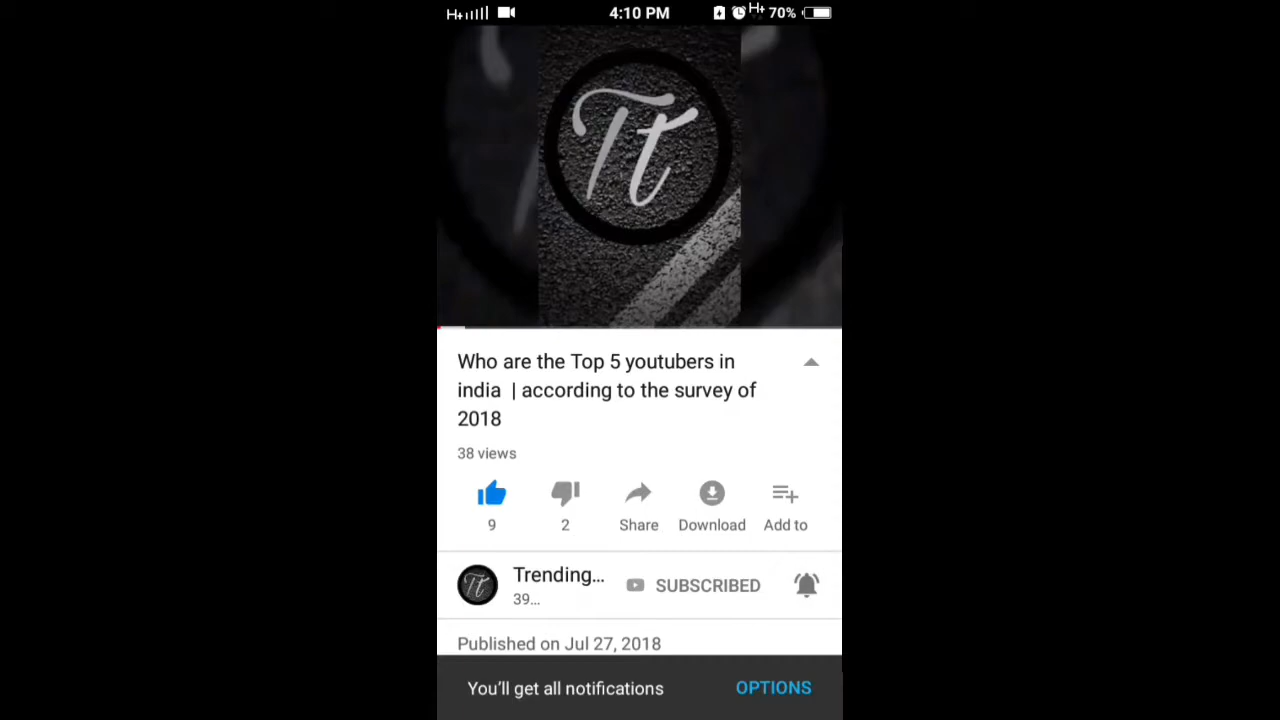 H+ 4:10 PM H+ 70%
Tt
Who are the Top 5 youtubers in
india | according to the survey of
2018
38 views
9 2 Share Download Add to
Tt Trending... SUBSCRIBED
39...
Published on Jul 27, 2018
You'll get all notifications OPTIONS